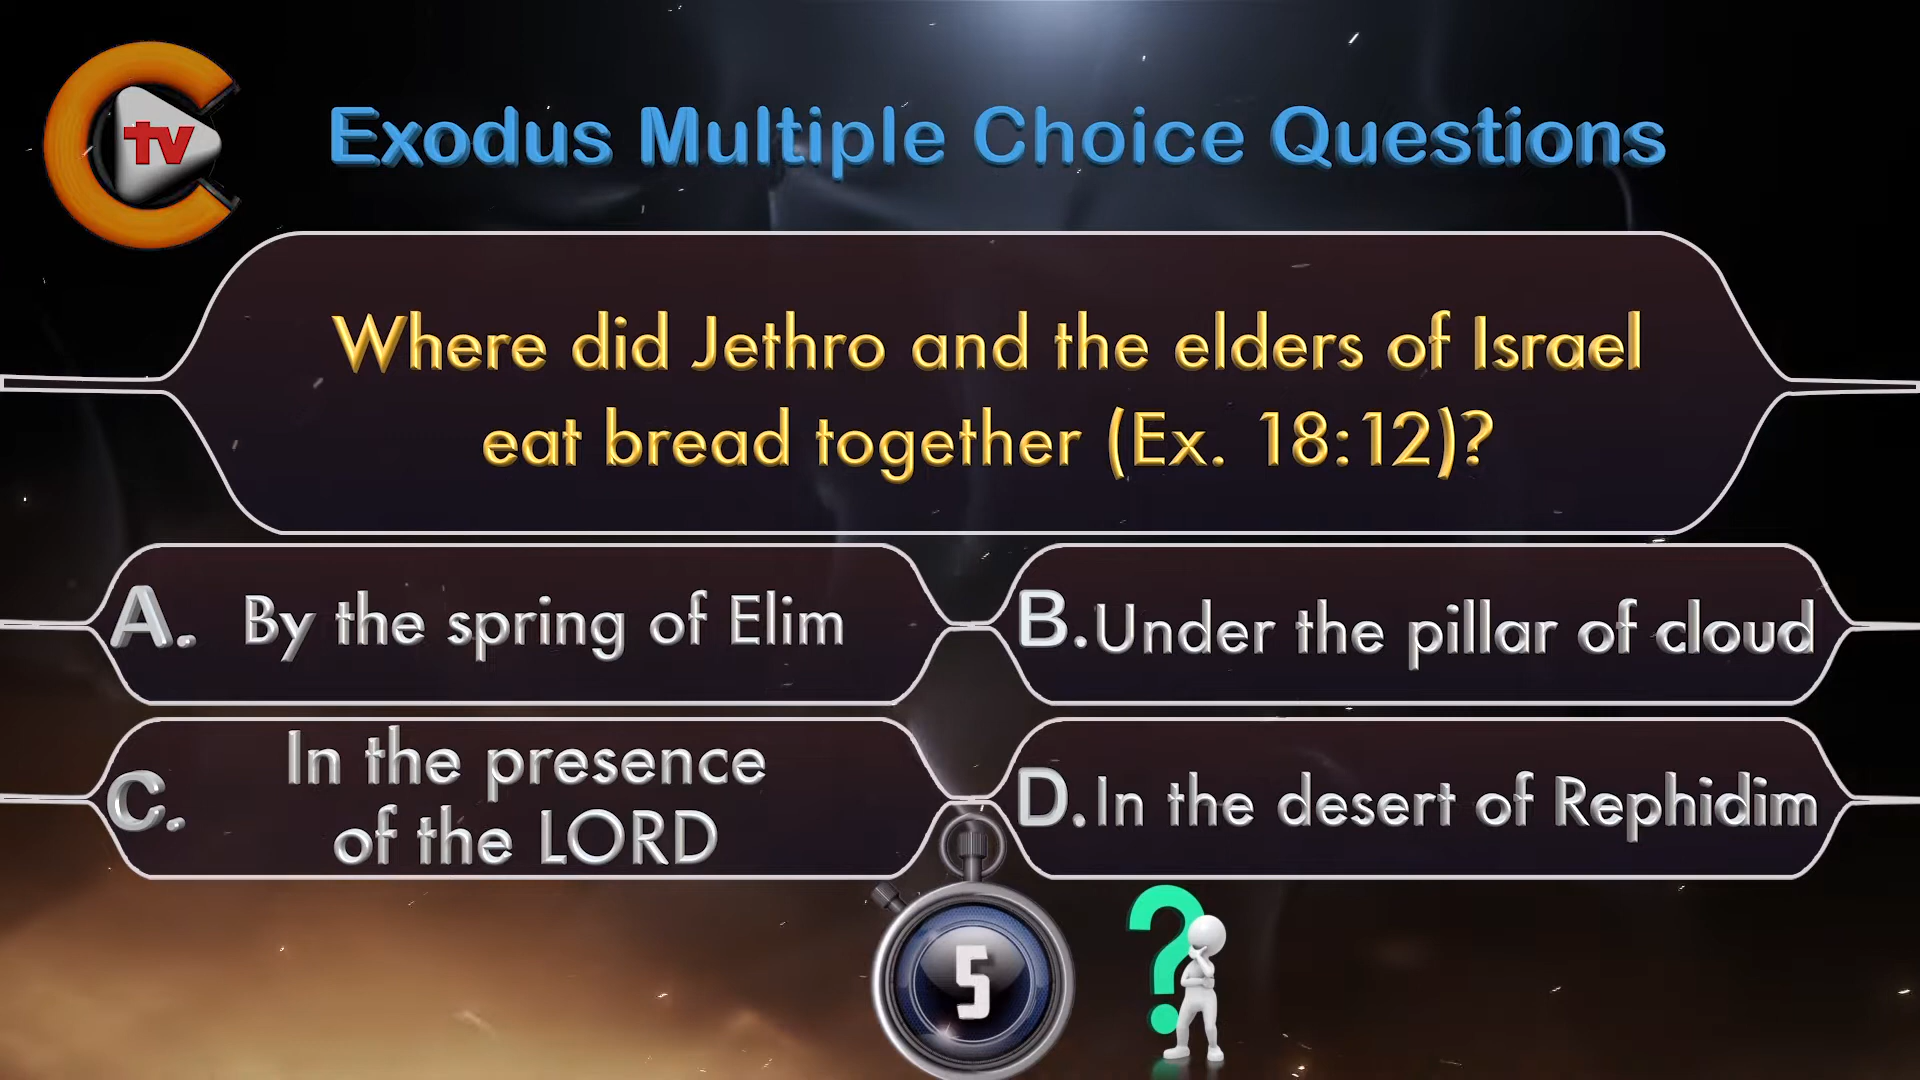 tv
Exodus Multiple Choice Questions
Where did Jethro and the elders of Israel
eat bread together (Ex. 18:12)?
A. By the spring of Elim
B. Under the pillar of cloud
C. In the presence
of the LORD
D. In the desert of Rephidim
5
?